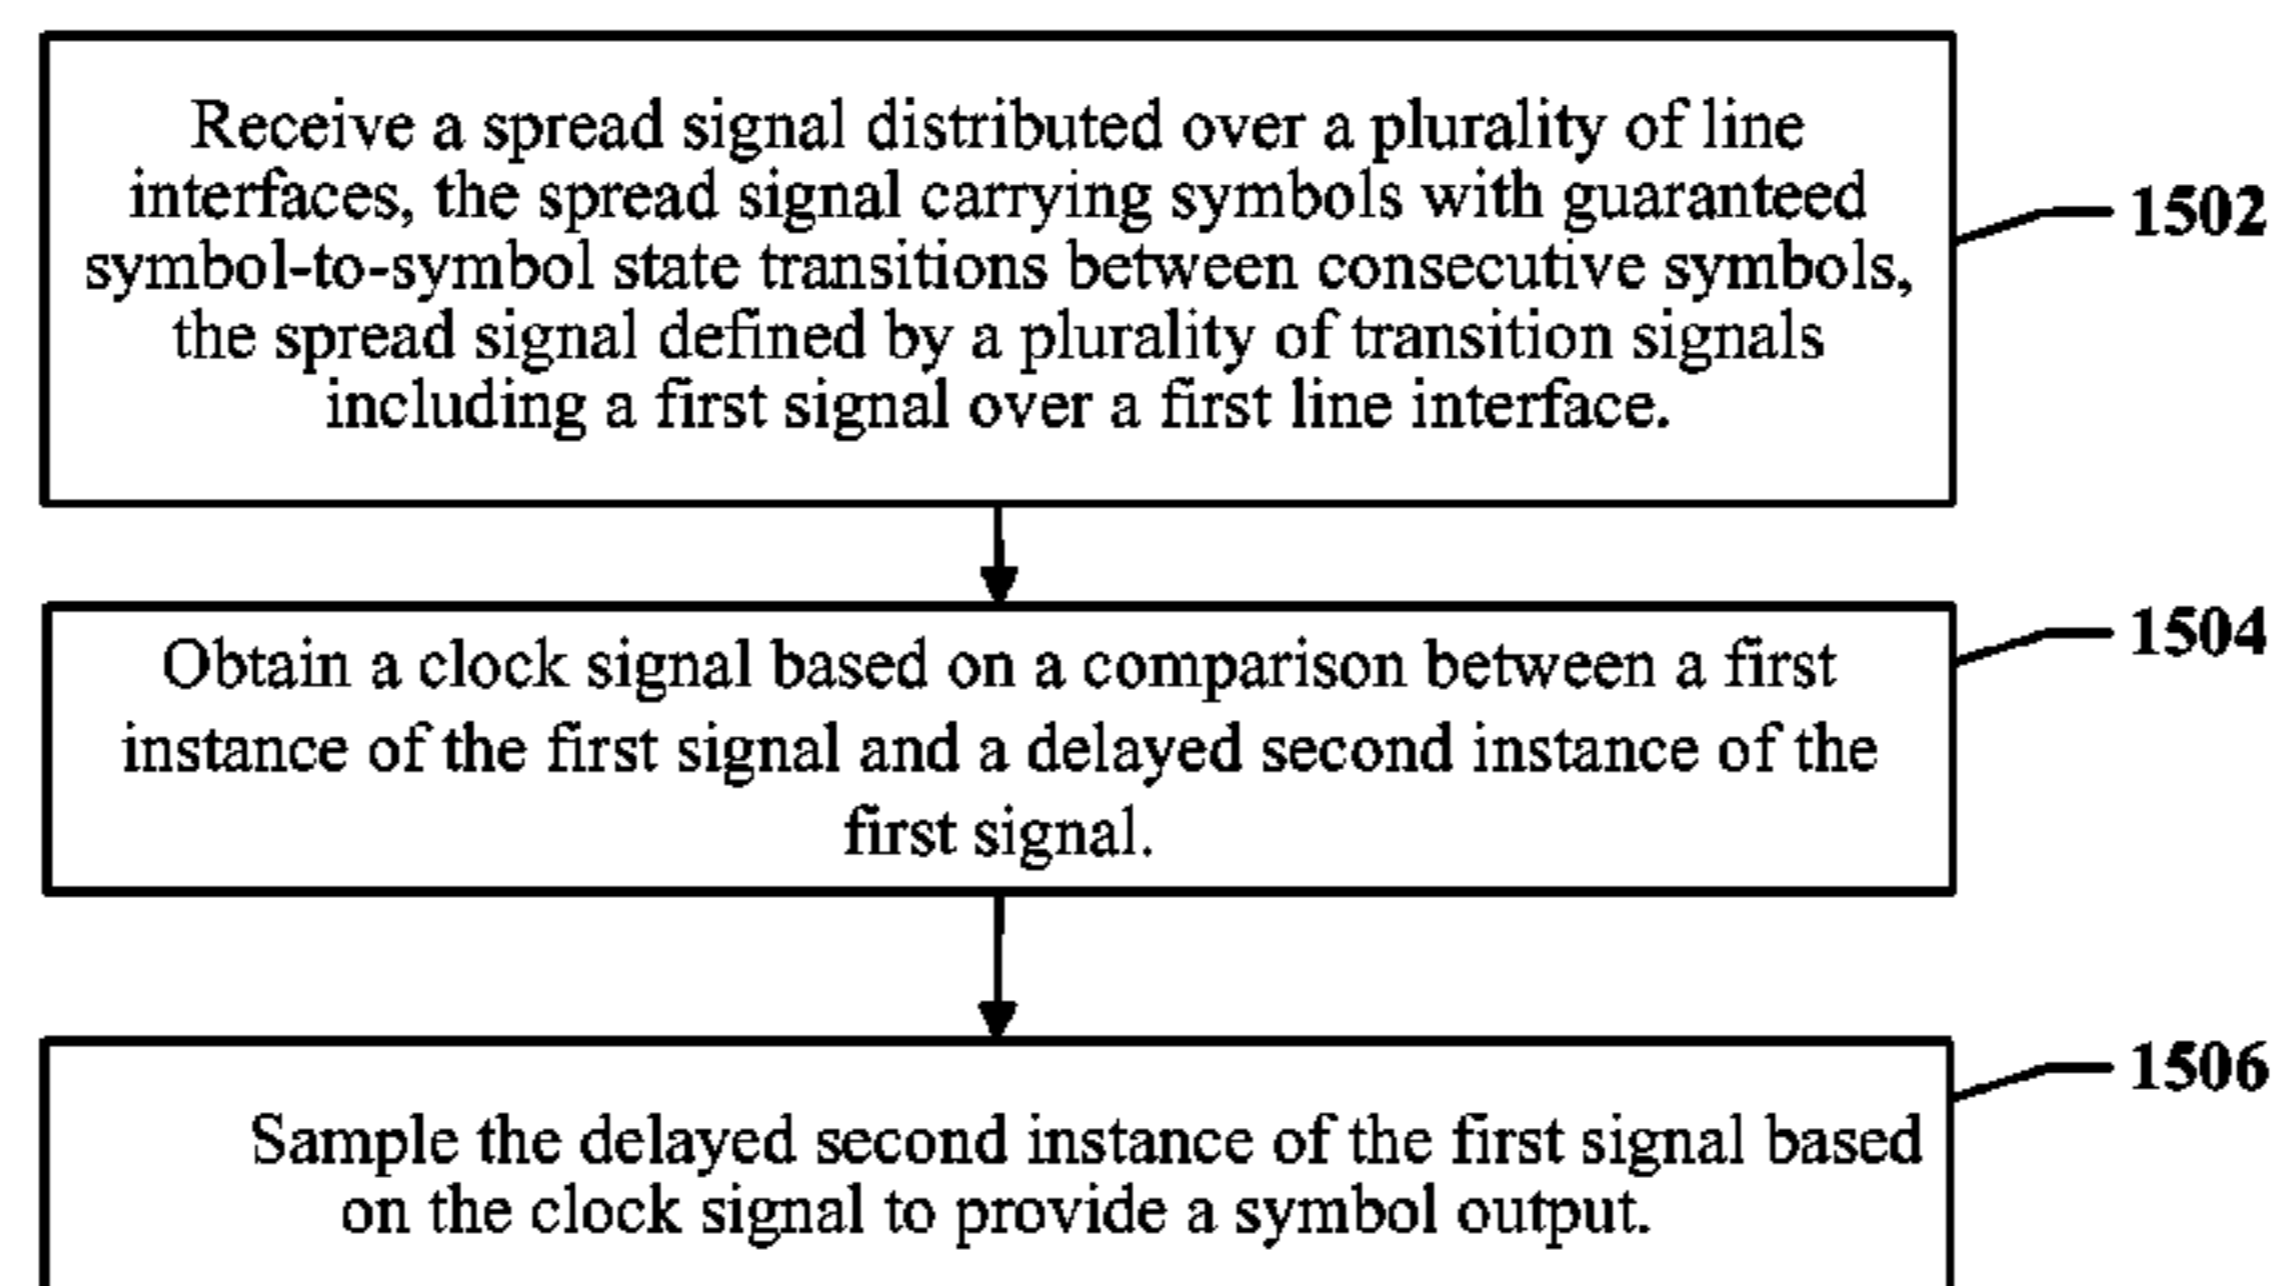 Receive a spread signal distributed over a plurality of line
interfaces, the spread signal carrying symbols with guaranteed
symbol-to-symbol state transitions between consecutive symbols,
the spread signal defined by a plurality of transition signals
including a first signal over a first line interface.
1502
Obtain a clock signal based on a comparison between a first
instance of the first signal and a delayed second instance of the
first signal.
1504
Sample the delayed second instance of the first signal based
on the clock signal to provide a symbol output.
1506